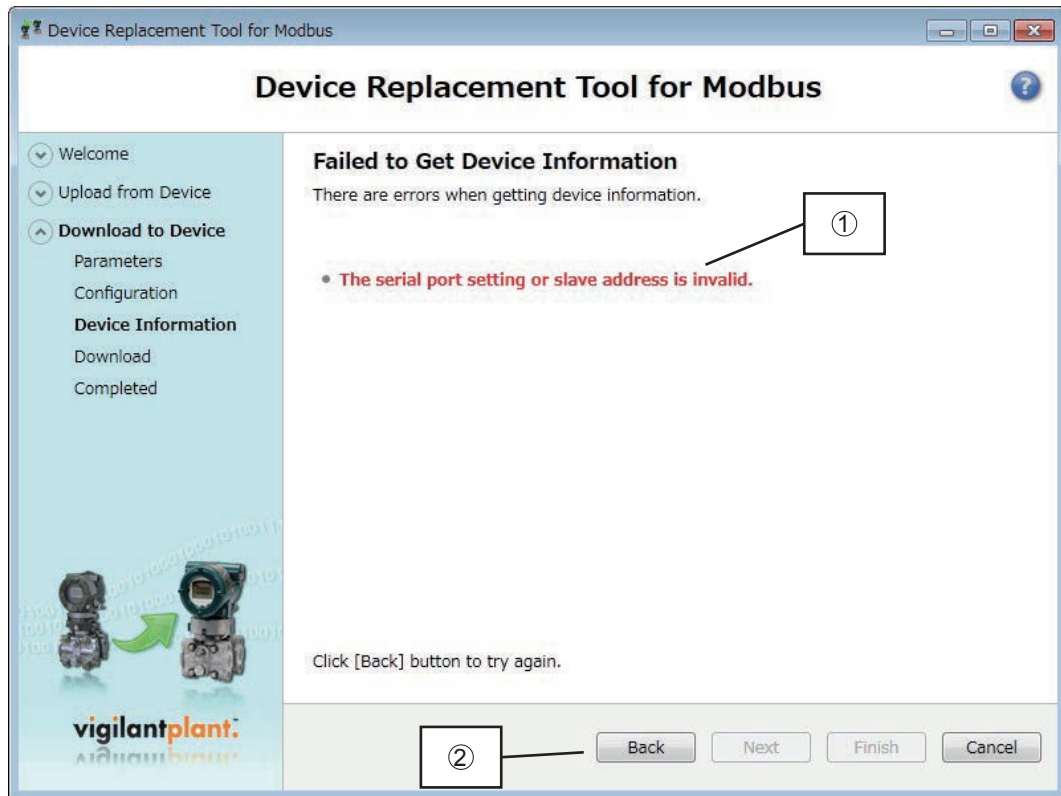 Device Replacement Tool for Modbus
Device Replacement Tool for Modbus
?
Welcome
Upload from Device
Download to Device
Parameters
Configuration
Device Information
Download
Completed
vigilantplant.™
Failed to Get Device Information
There are errors when getting device information.
①
• The serial port setting or slave address is invalid.
Click [Back] button to try again.
②
Back Next Finish Cancel